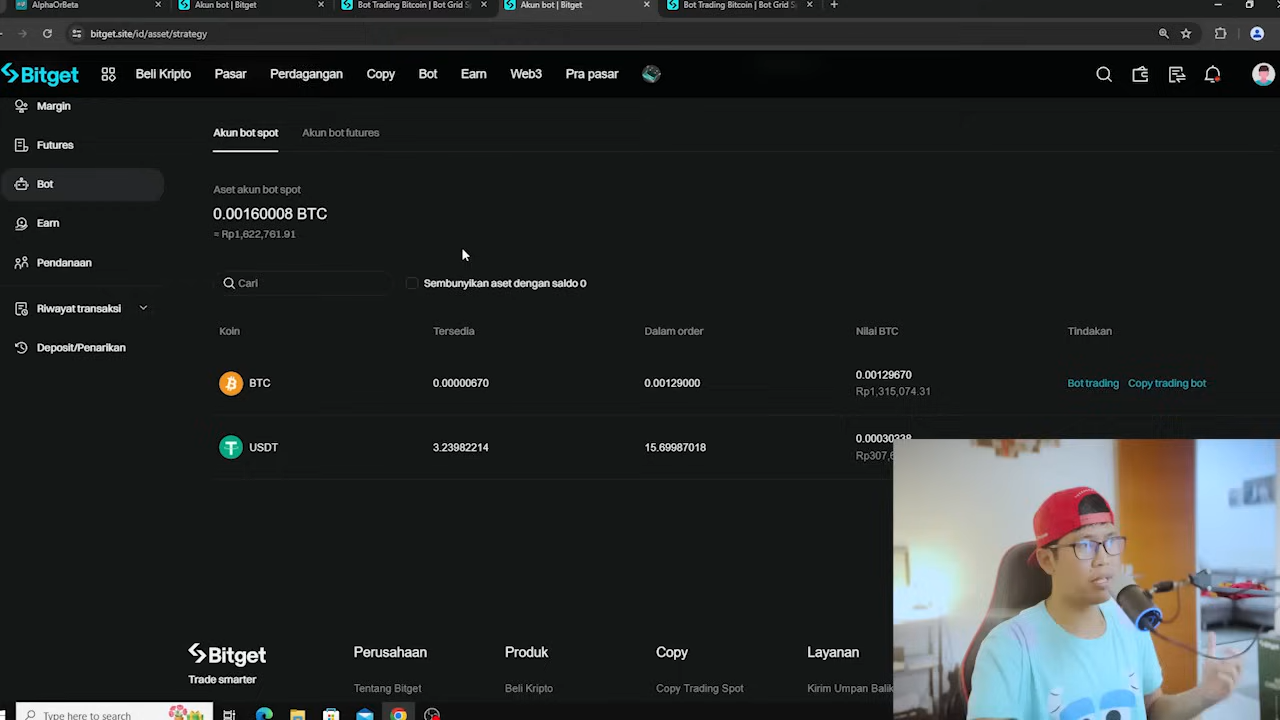 AlphaOrBeta
Akun bot | Bitget
Bot Trading Bitcoin | Bot Grid S
Akun bot | Bitget
Bot Trading Bitcoin | Bot Grid S
bitget.site/id/asset/strategy
Bitget
Beli Kripto
Pasar
Perdagangan
Copy
Bot
Earn
Web3
Pra pasar
Margin
Futures
Bot
Earn
Pendanaan
Riwayat transaksi
Deposit/Penarikan
Akun bot spot
Akun bot futures
Aset akun bot spot
0.00160008 BTC
≈ Rp1,622,761.91
Cari
Sembunyikan aset dengan saldo 0
Koin
Tersedia
Dalam order
Nilai BTC
Tindakan
BTC
0.00000670
0.00129000
0.00129670
Rp1,315,074.31
Bot trading
Copy trading bot
USDT
3.23982214
15.69987018
Bitget
Trade smarter
Perusahaan
Tentang Bitget
Produk
Beli Kripto
Copy
Copy Trading Spot
Layanan
Kirim Umpan Balik
Type here to search